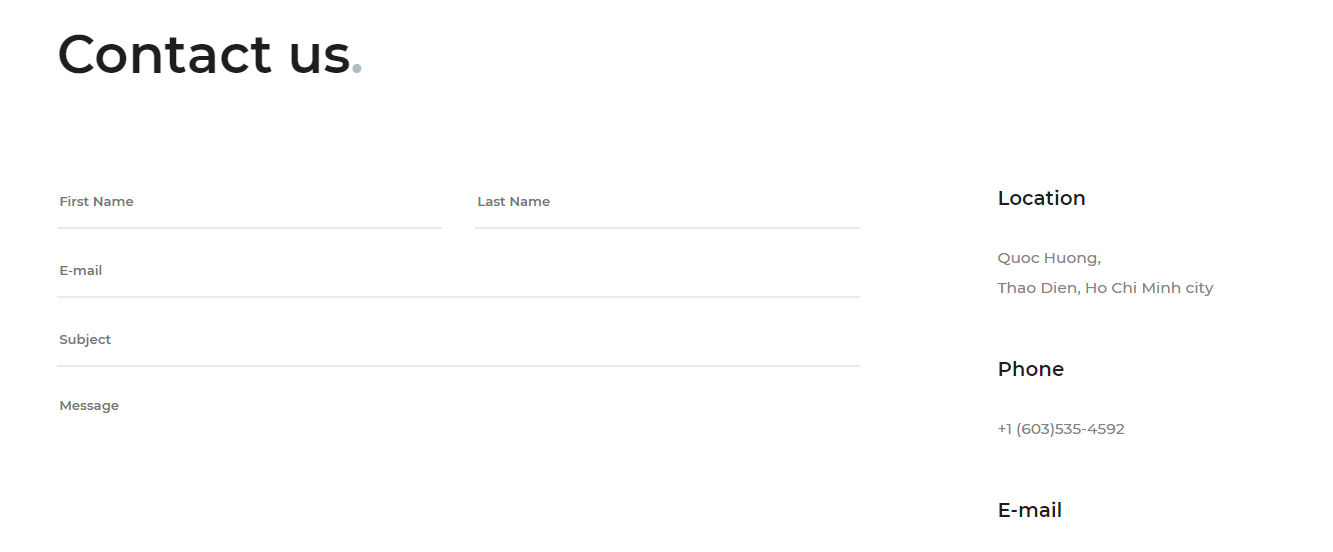 Contact us.
First Name
Last Name
E-mail
Subject
Message
Location
Quoc Huong,
Thao Dien, Ho Chi Minh city
Phone
+1 (603)535-4592
E-mail